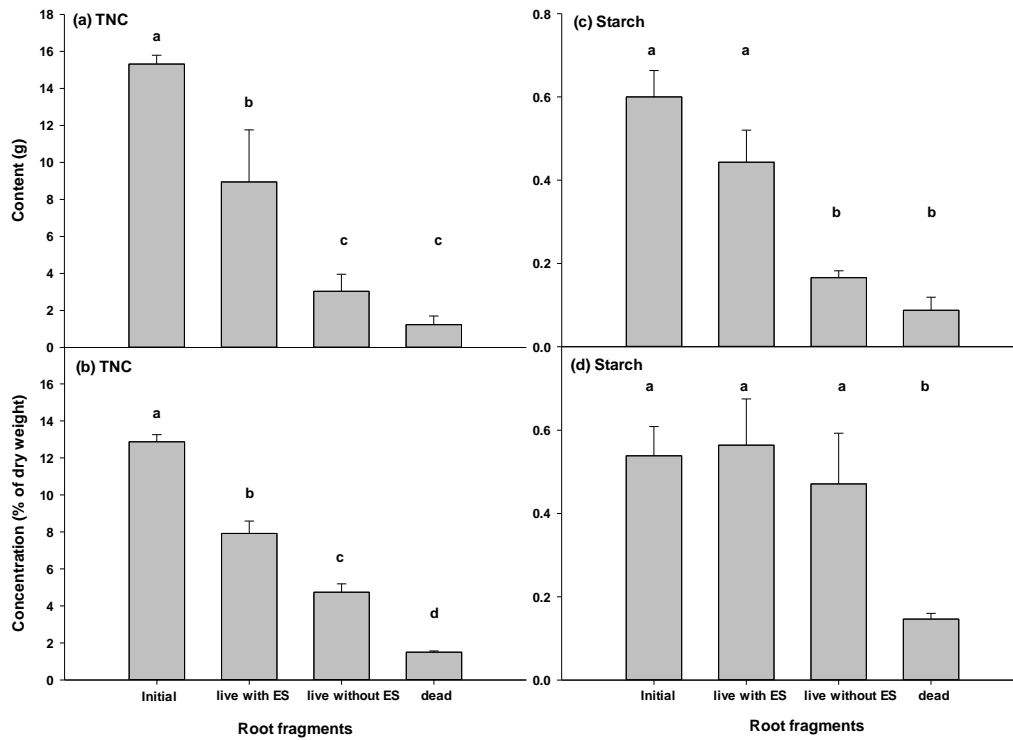 (a) TNC
Content (g)
18
16
14
12
10
8
6
4
2
0
a
b
c
c
(c) Starch
0.8
0.6
0.4
0.2
0.0
a
a
b
b
(b) TNC
Concentration (% of dry weight)
16
14
12
10
8
6
4
2
0
a
b
c
d
Initial live with ES live without ES dead
Root fragments
(d) Starch
0.6
0.4
0.2
0.0
a
a
a
b
Initial live with ES live without ES dead
Root fragments